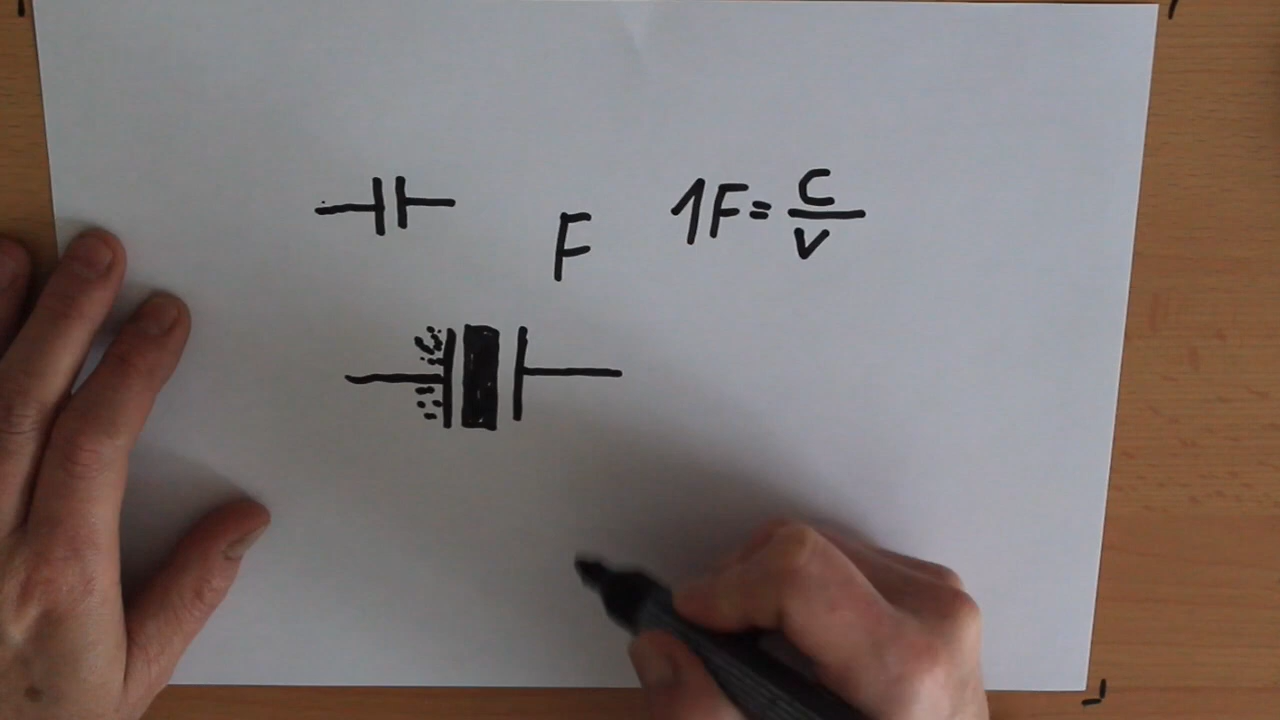 F
1F = C/V